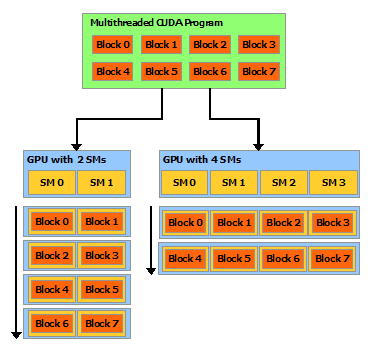 Multithreaded CUDA Program
Block 0 Block 1 Block 2 Block 3
Block 4 Block 5 Block 6 Block 7
GPU with 2 SMs
SM 0 SM 1
Block 0 Block 1
Block 2 Block 3
Block 4 Block 5
Block 6 Block 7
GPU with 4 SMs
SM 0 SM 1 SM 2 SM 3
Block 0 Block 1 Block 2 Block 3
Block 4 Block 5 Block 6 Block 7